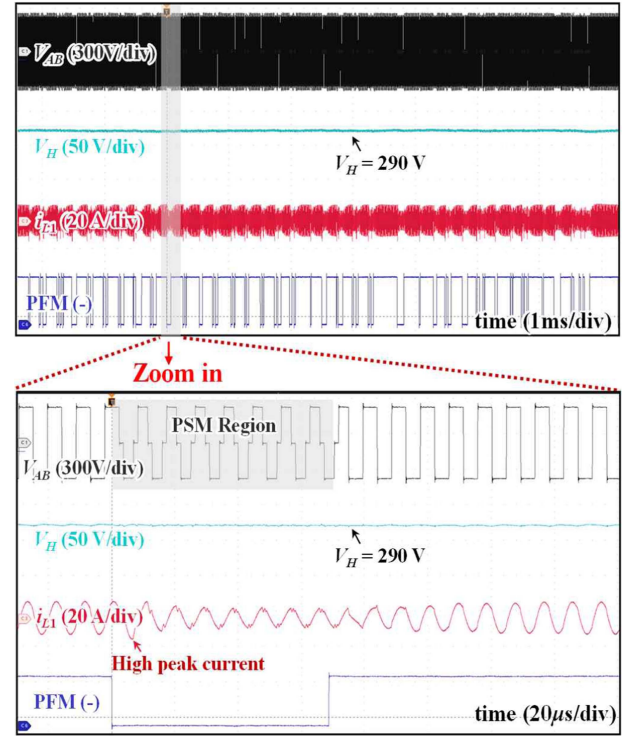 V_AB (300V/div)
V_H (50 V/div)
V_H = 290 V
i_L1 (20 A/div)
PFM (-)
time (1ms/div)
Zoom in
PSM Region
V_AB (300V/div)
V_H (50 V/div)
V_H = 290 V
i_L1 (20 A/div)
High peak current
PFM (-)
time (20μs/div)